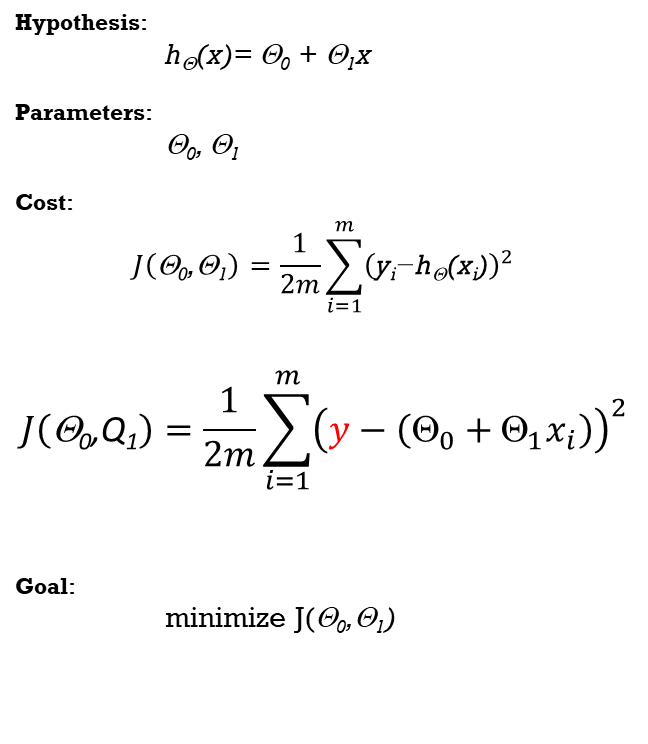 Hypothesis:
hΘ(x)= Θ0 + Θ1x
Parameters:
Θ0, Θ1
Cost:
J(Θ0,Θ1) = 1/2m ∑_{i=1}^{m} (yi−hΘ(xi))²
J(Θ0,Q1) = 1/2m ∑_{i=1}^{m} (y − (Θ0 + Θ1xi))²
Goal:
minimize J(Θ0,Θ1)